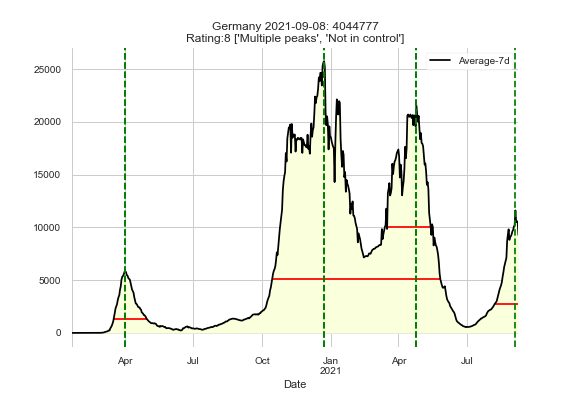 Germany 2021-09-08: 4044777
Rating:8 ['Multiple peaks', 'Not in control']
Average-7d
25000
20000
15000
10000
5000
0
Apr Jul Oct Jan Apr Jul
2021
Date